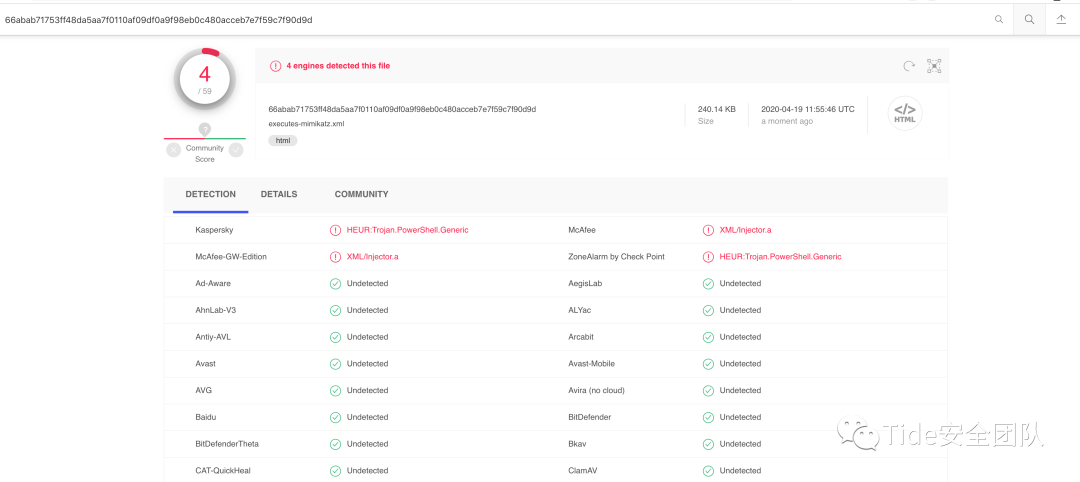 66abab71753ff48da5aa7f0110af09df0a9f98eb0c480acceb7e7f59c7f90d9d
4
/ 59
?
Community
Score
4 engines detected this file
66abab71753ff48da5aa7f0110af09df0a9f98eb0c480acceb7e7f59c7f90d9d
executes-mimikatz.xml
html
240.14 KB
Size
2020-04-19 11:55:46 UTC
a moment ago
</>
HTML
DETECTION DETAILS COMMUNITY
Kaspersky HEUR:Trojan.PowerShell.Generic McAfee XML/Injector.a
McAfee-GW-Edition XML/Injector.a ZoneAlarm by Check Point HEUR:Trojan.PowerShell.Generic
Ad-Aware Undetected AegisLab Undetected
AhnLab-V3 Undetected ALYac Undetected
Antiy-AVL Undetected Arcabit Undetected
Avast Undetected Avast-Mobile Undetected
AVG Undetected Avira (no cloud) Undetected
Baidu Undetected BitDefender Undetected
BitDefenderTheta Undetected Bkav Undetected
CAT-QuickHeal Undetected ClamAV Undetected
Tide安全团队